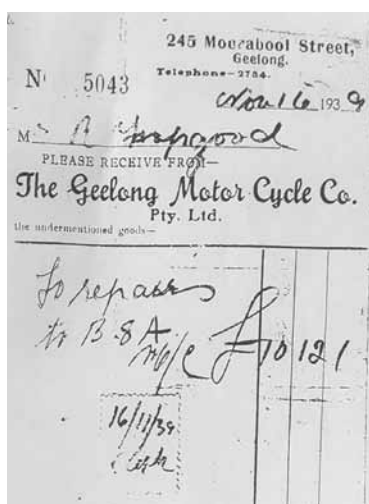 245 Moorabool Street,
Geelong.
Telephone—2784.
No 5043
Nov 16 1939
M R
PLEASE RECEIVE FROM—
The Geelong Motor Cycle Co.
Pty. Ltd.
the undermentioned goods—
To repairs
to B S A
M/C £10 12 1
16/11/39